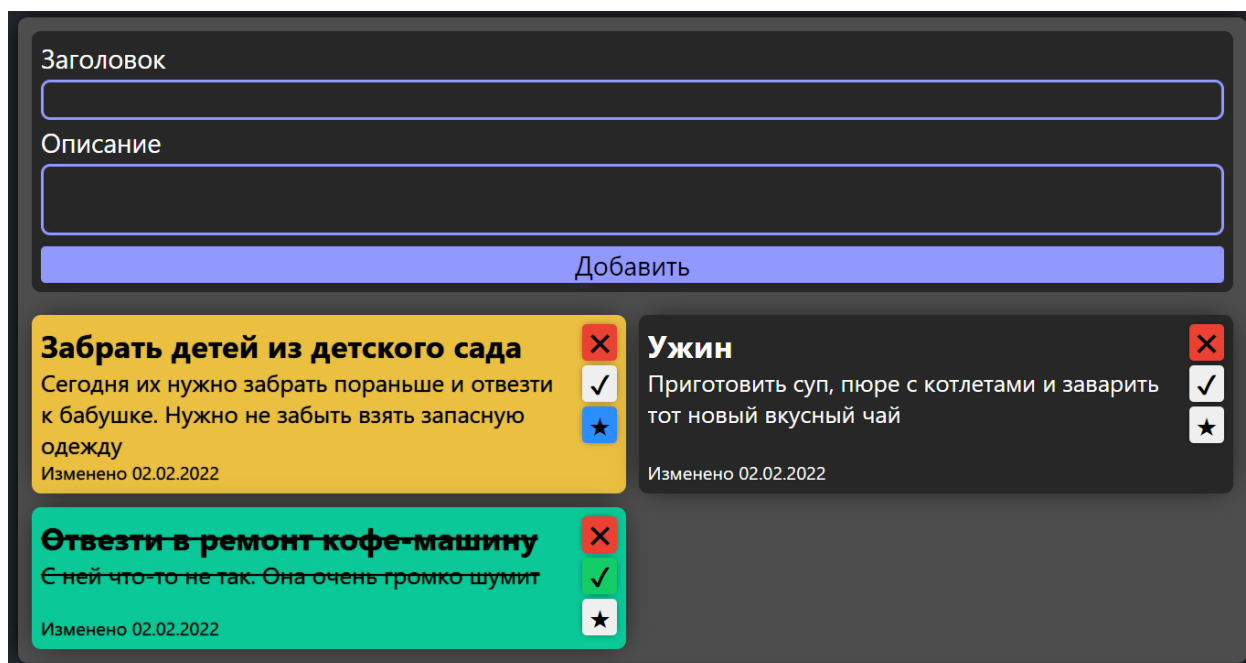 Заголовок
Описание
Добавить
Забрать детей из детского сада
Сегодня их нужно забрать пораньше и отвезти
к бабушке. Нужно не забыть взять запасную
одежду
Изменено 02.02.2022
Ужин
Приготовить суп, пюре с котлетами и заварить
тот новый вкусный чай
Изменено 02.02.2022
Отвезти в ремонт кофе-машину
С ней что-то не так. Она очень громко шумит
Изменено 02.02.2022